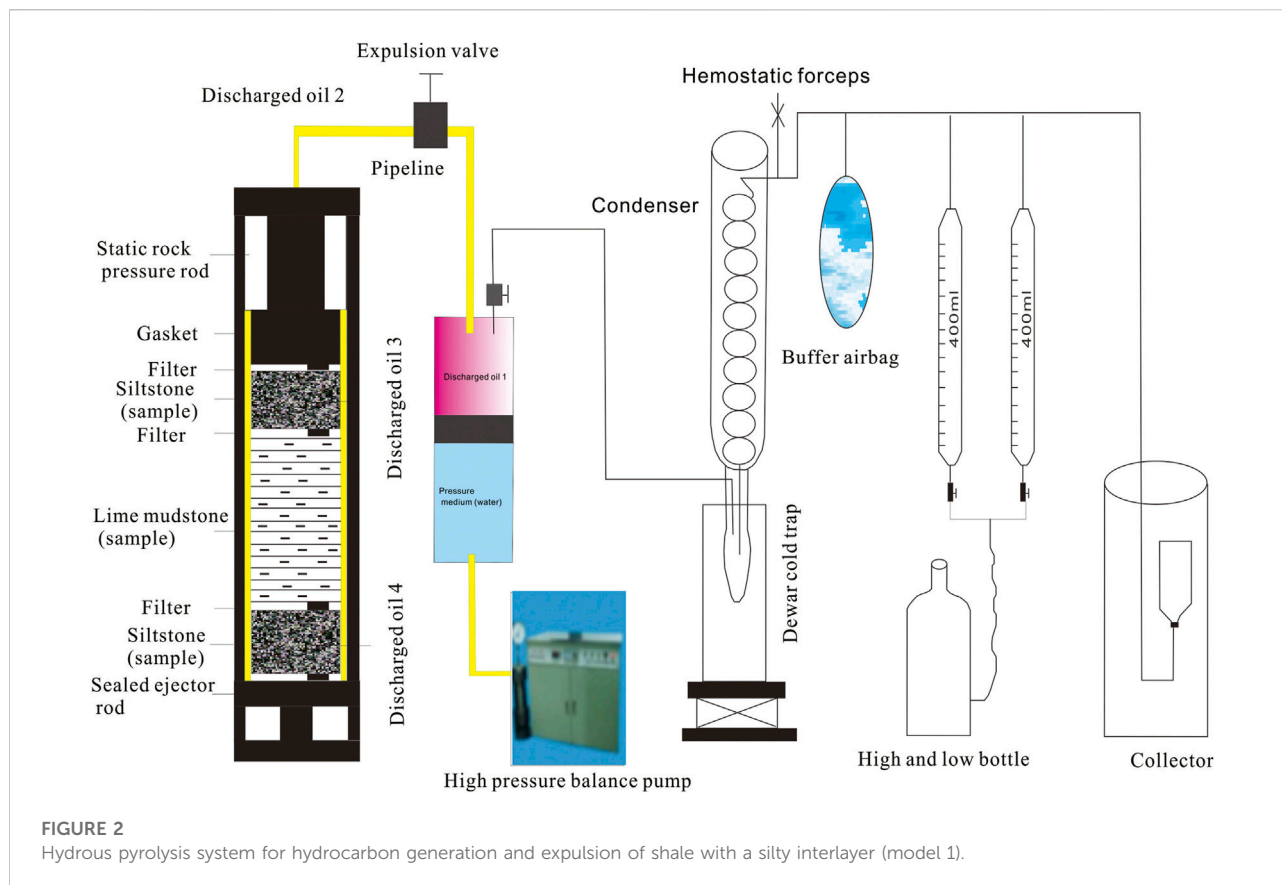 Expulsion valve
Discharged oil 2
Pipeline
Hemostatic forceps
Condenser
Static rock
pressure rod
Gasket
Filter
Siltstone
(sample)
Filter
Lime mudstone
(sample)
Filter
Siltstone
(sample)
Sealed ejector
rod
Discharged oil 3
Discharged oil 4
Discharged oil 1
Pressure
medium (water)
High pressure balance pump
Dewar cold trap
Buffer airbag
400ml
400ml
High and low bottle
Collector
FIGURE 2
Hydrous pyrolysis system for hydrocarbon generation and expulsion of shale with a silty interlayer (model 1).